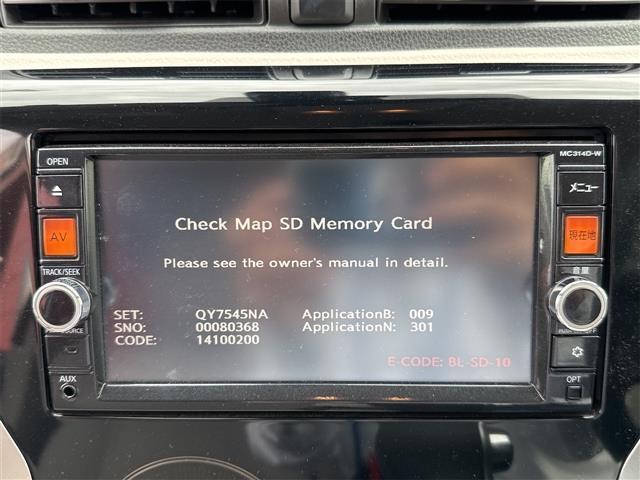 OPEN
MC314D-W
メニュー
AV
現在地
TRACK/SEEK
音量
Check Map SD Memory Card
Please see the owner's manual in detail.
SET: QY7545NA ApplicationB: 009
SNO: 00080368 ApplicationN: 301
CODE: 14100200
E-CODE: BL-SD-10
AUX
OPT